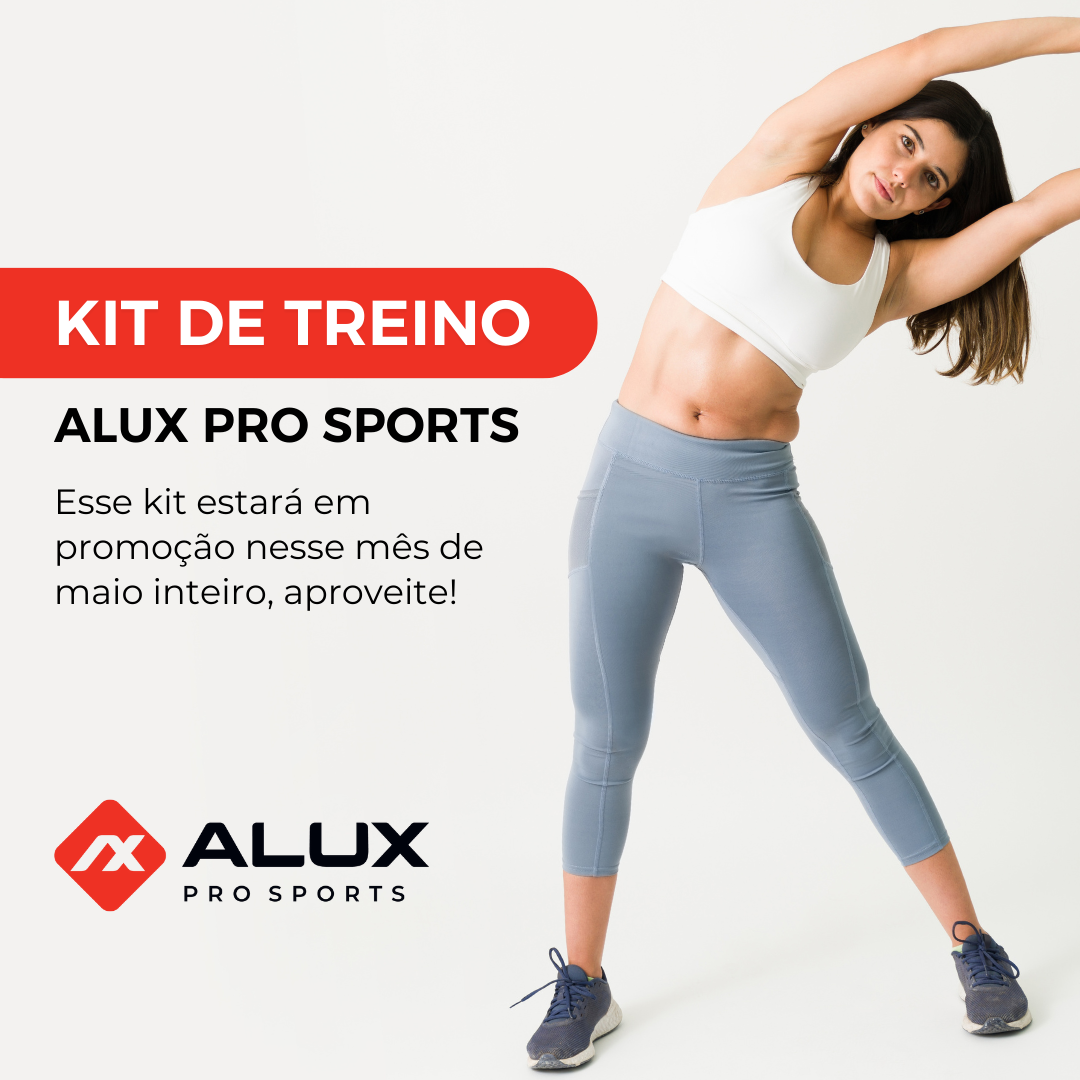 KIT DE TREINO
ALUX PRO SPORTS
Esse kit estará em
promoção nesse mês de
maio inteiro, aproveite!
AX
ALUX
PRO SPORTS